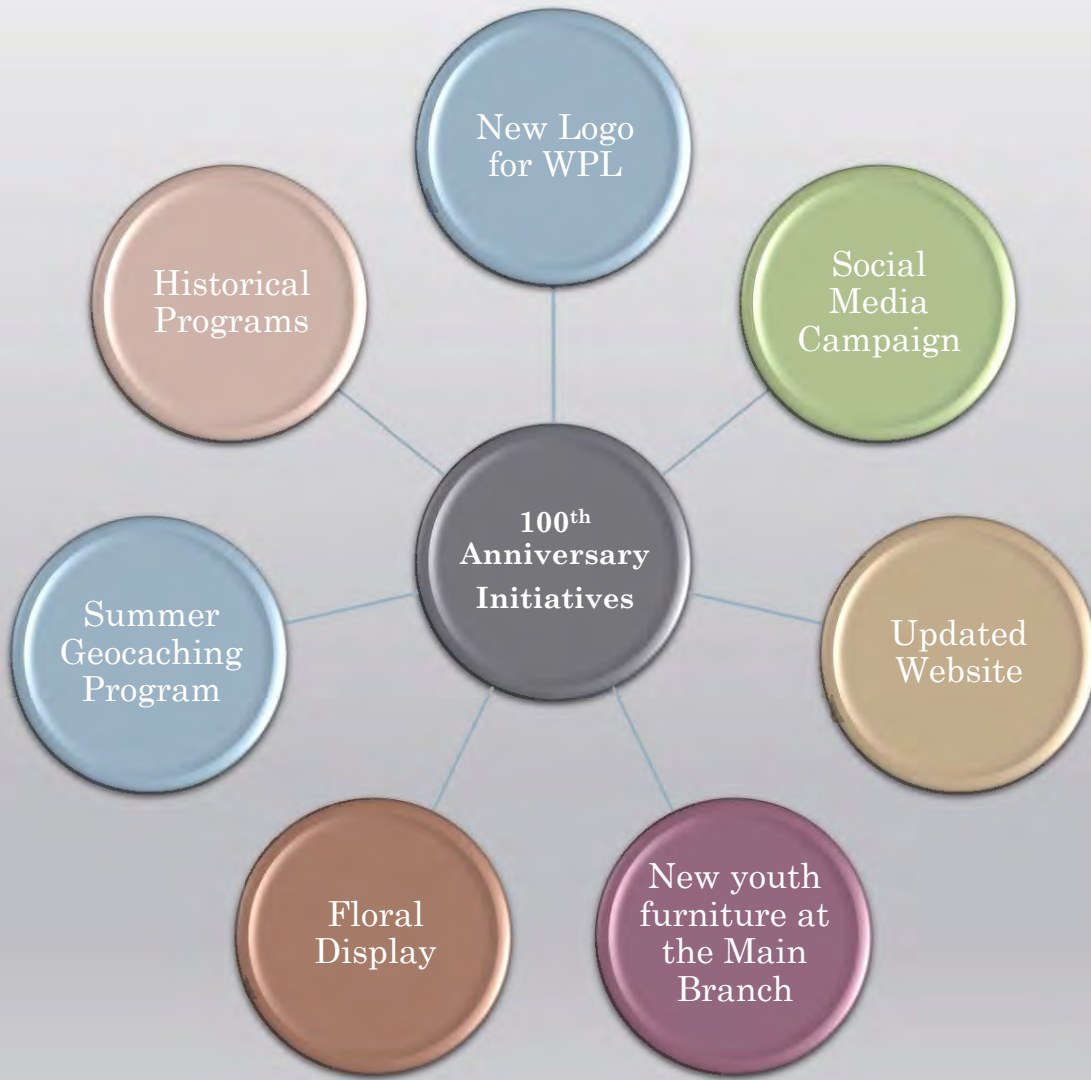 New Logo
for WPL
Social
Media
Campaign
Updated
Website
New youth
furniture at
the Main
Branch
Floral
Display
Summer
Geocaching
Program
Historical
Programs
100th
Anniversary
Initiatives